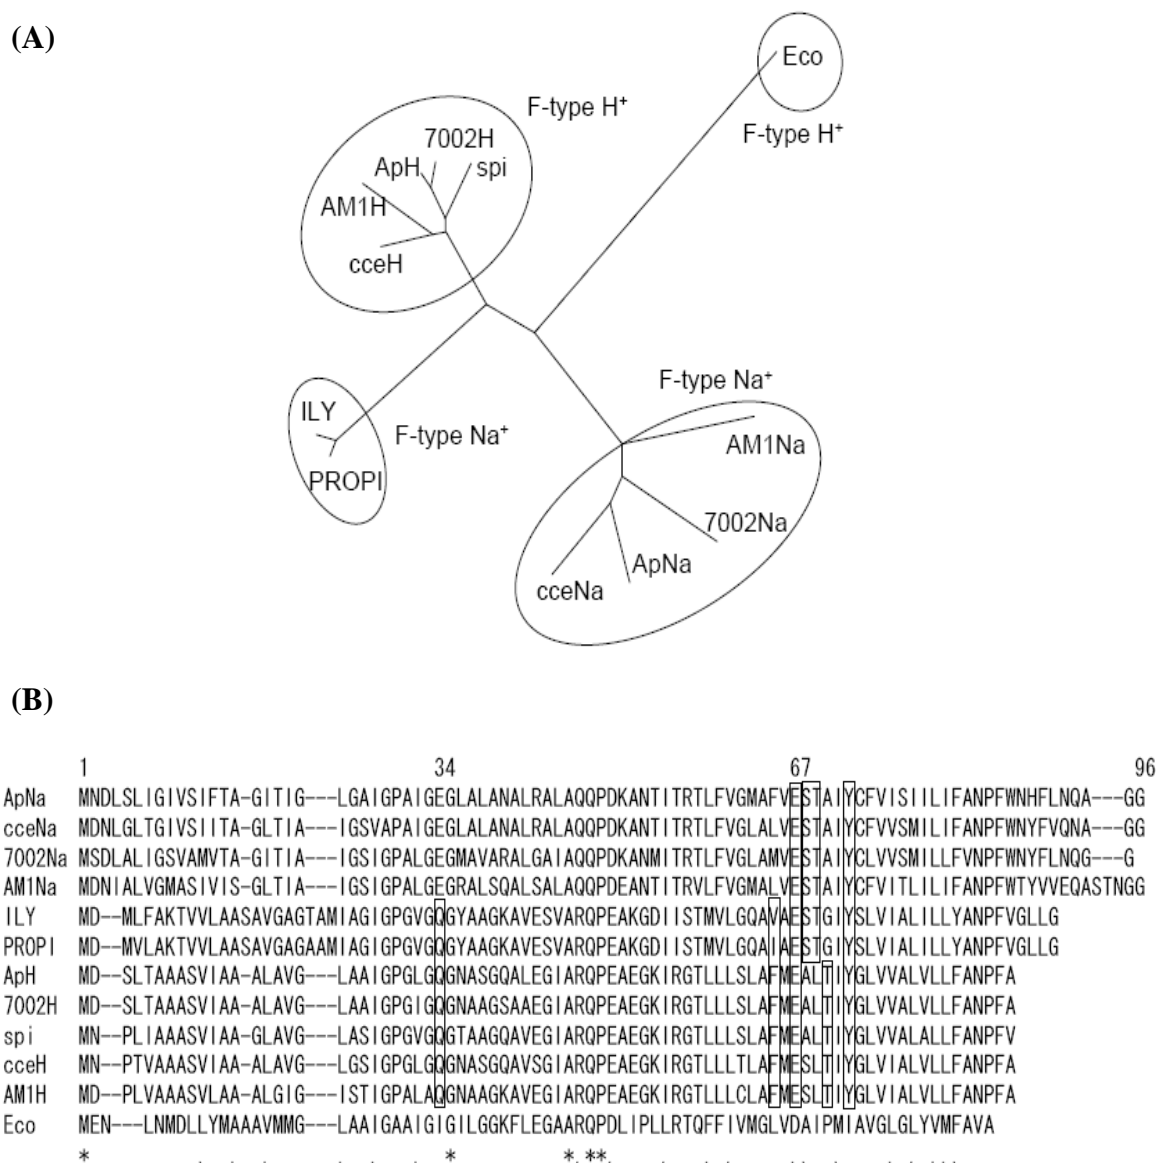 (A)
Eco
F-type H⁺
F-type H⁺
7002H
ApH
spi
AM1H
cceH
F-type Na⁺
ILY
F-type Na⁺
AM1Na
PROPI
7002Na
ApNa
cceNa
(B)
1 34 67 96
ApNa MNDLSLIGIVSIFTA-GITIG---LGAIGPAIGEGLALANALRALAQQPDKANTITRTLFVGMAFVESTAIYCFVISIILIFANPFWNHFLNQA---GG
cceNa MDNLGLTGIVSIITA-GLTIA---IGSVAPAIGEGLALANALRALAQQPDKANTITRTLFVGLALVESTAIYCFVVSMILIFANPFWNYFVQNA---GG
7002Na MSDLALIGSVAMVTA-GITIA---IGSIGPALGEGMAVARALGAIAQQPDKANMITRTLFVGLAMVESTAIYCLVVSMILLFVNPFWNYFLNQG---G
AM1Na MDNIALVGMASIVIS-GLTIA---IGSIGPALGEGRALSQALSALAQQPDEANTITRVLFVGMALVESTAIYCFVITLILIFANPFWTYVVEQASTNGG
ILY MD--MLFAKTVVLAASAVGAGTAMIAGIGPGVGQGYAAGKAVESVARQPEAKGDIISTMVLGQAVAESTGIYSLVIALILLYANPFVGLLG
PROPI MD--MVLAKTVVLAASAVGAGAAMIAGIGPGVGQGYAAGKAVESVARQPEAKGDIISTMVLGQAIAESTGIYSLVIALILLYANPFVGLLG
ApH MD--SLTAAASVIAA-ALAVG---LAAIGPGLGQGNASGQALEGIARQPEAEGKIRGTLLLSLAFMEALTIYGLVVALVLLFANPFA
7002H MD--SLTAAASVIAA-ALAVG---LAAIGPGIGQGNAAGSAAEGIARQPEAEGKIRGTLLLSLAFMEALTIYGLVVALVLLFANPFA
spi MN--PLIAAASVIAA-GLAVG---LASIGPGVGQGTAAGQAVEGIARQPEAEGKIRGTLLLSLAFMEALTIYGLVVALALLFANPFV
cceH MN--PTVAAASVIAA-ALAVG---LGSIGPGLGQGNASGQAVSGIARQPEAEGKIRGTLLLTLAFMESLTIYGLVIALVLLFANPFA
AM1H MD--PLVAAASVLAA-ALGIG---ISTIGPALAQGNAAGKAVEGIARQPEAEGKIRGTLLLCLAFMESLTIYGLVIALVLLFANPFA
Eco MEN---LNMDLLYMAAAVMMG---LAAIGAAIGIGILGGKFLEGAARQPDLIPLLRTQFFIVMGLVDAIPMIAVGLGLYVMFAVA
* * * **